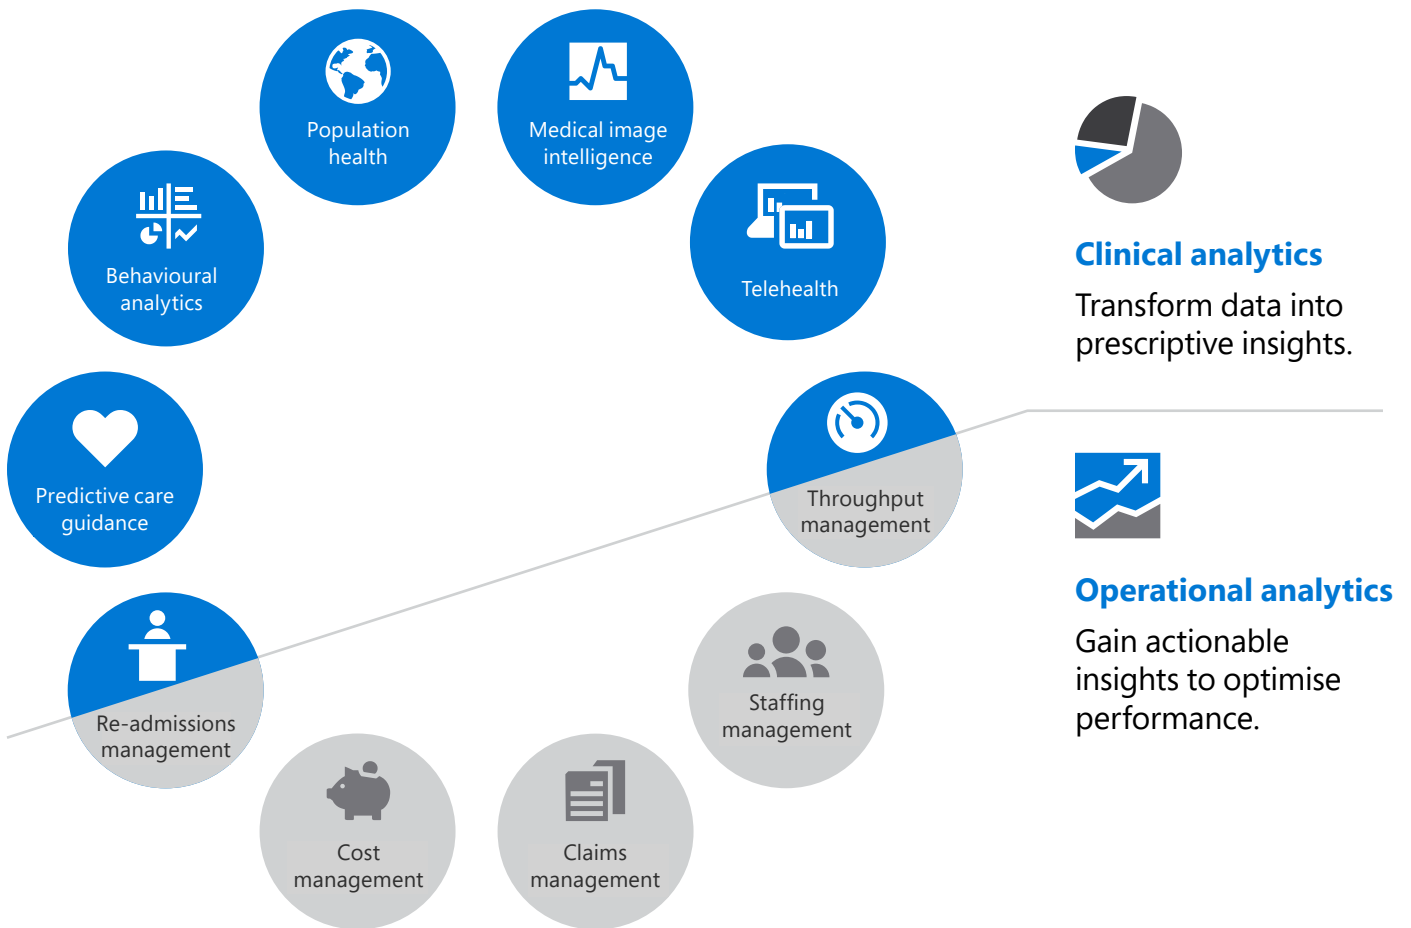 Population
health
Medical image
intelligence
Behavioural
analytics
Telehealth
Predictive care
guidance
Throughput
management
Re-admissions
management
Staffing
management
Cost
management
Claims
management
Clinical analytics
Transform data into
prescriptive insights.
Operational analytics
Gain actionable
insights to optimise
performance.